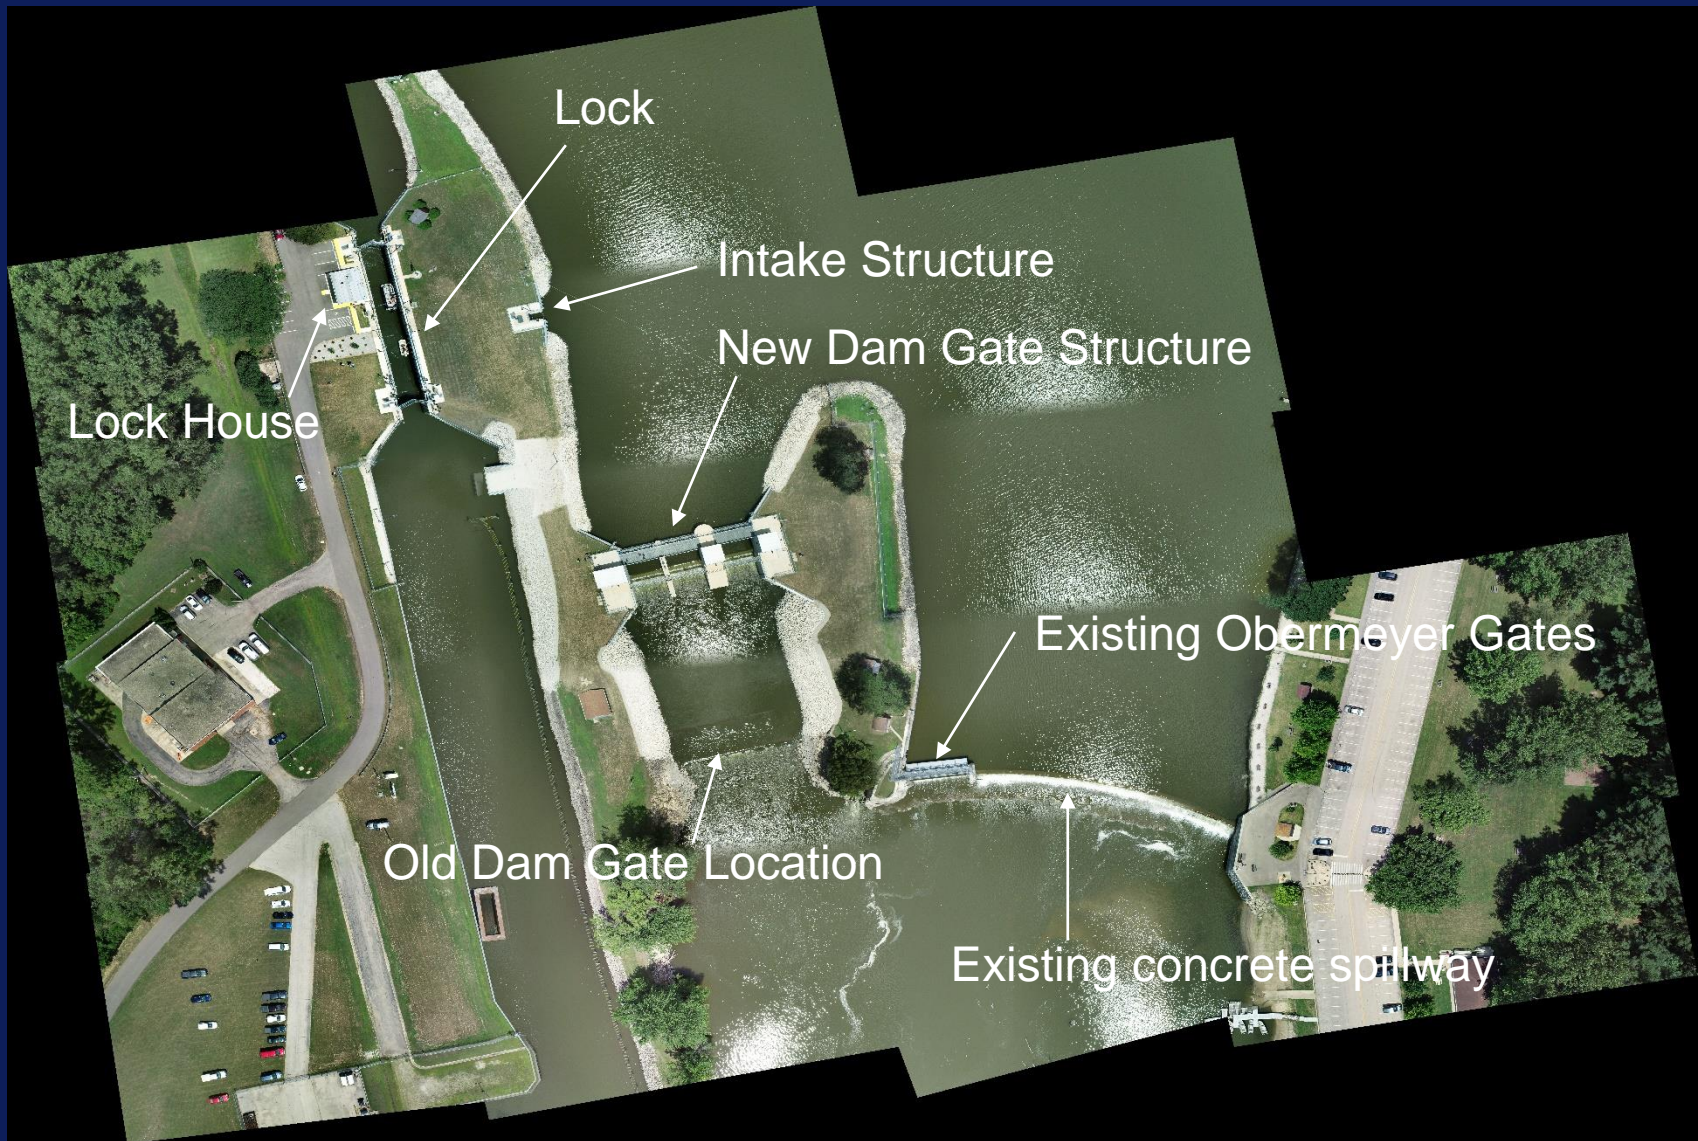 Lock
Intake Structure
New Dam Gate Structure
Lock House
Existing Obermeyer Gates
Old Dam Gate Location
Existing concrete spillway